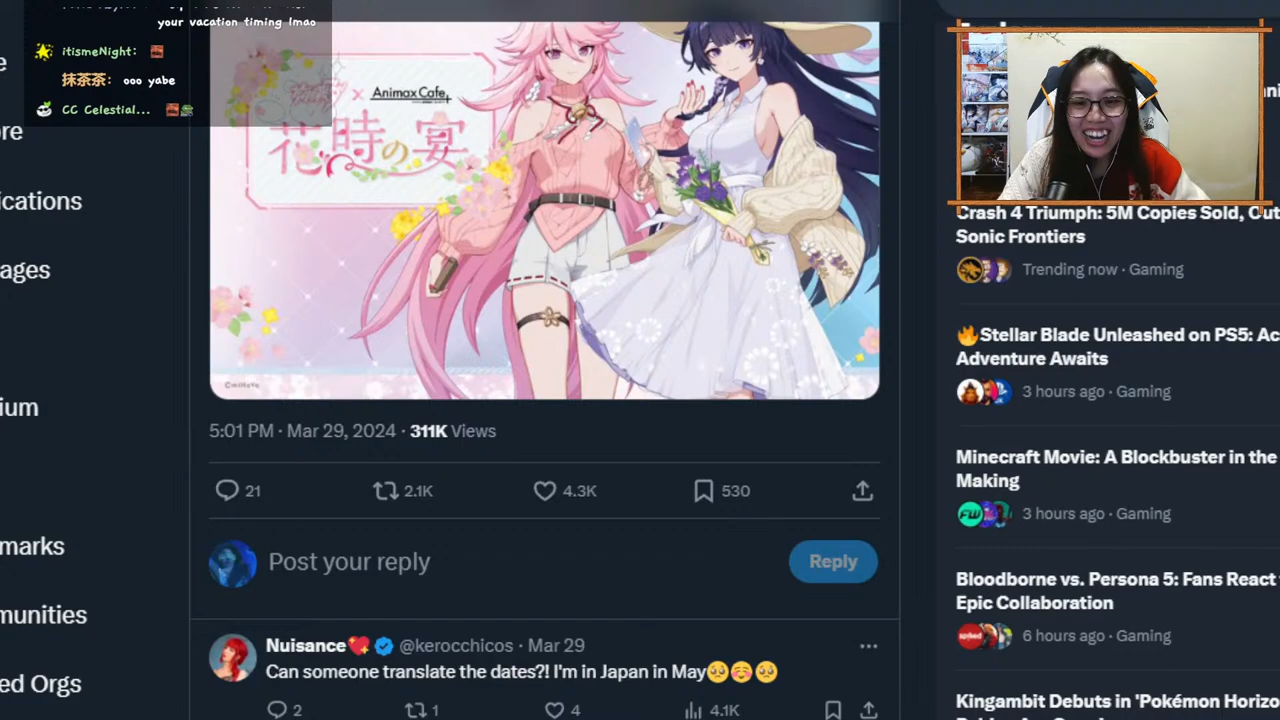 your vacation timing lmao
itismeNight:
抹茶茶: ooo yabe
CC Celestial...
× Animax Cafe
花時の宴
©miHoYo
5:01 PM · Mar 29, 2024 · 311K Views
21
2.1K
4.3K
530
Post your reply
Reply
Nuisance @kerocchicos · Mar 29
Can someone translate the dates?! I'm in Japan in May
2
1
4
4.1K
e
re
ications
ages
ium
marks
munities
ed Orgs
Crash 4 Triumph: 5M Copies Sold, Out
Sonic Frontiers
Trending now · Gaming
Stellar Blade Unleashed on PS5: Ac
Adventure Awaits
3 hours ago · Gaming
Minecraft Movie: A Blockbuster in the
Making
FW
3 hours ago · Gaming
Bloodborne vs. Persona 5: Fans React
Epic Collaboration
spiked
6 hours ago · Gaming
Kingambit Debuts in 'Pokémon Horizo